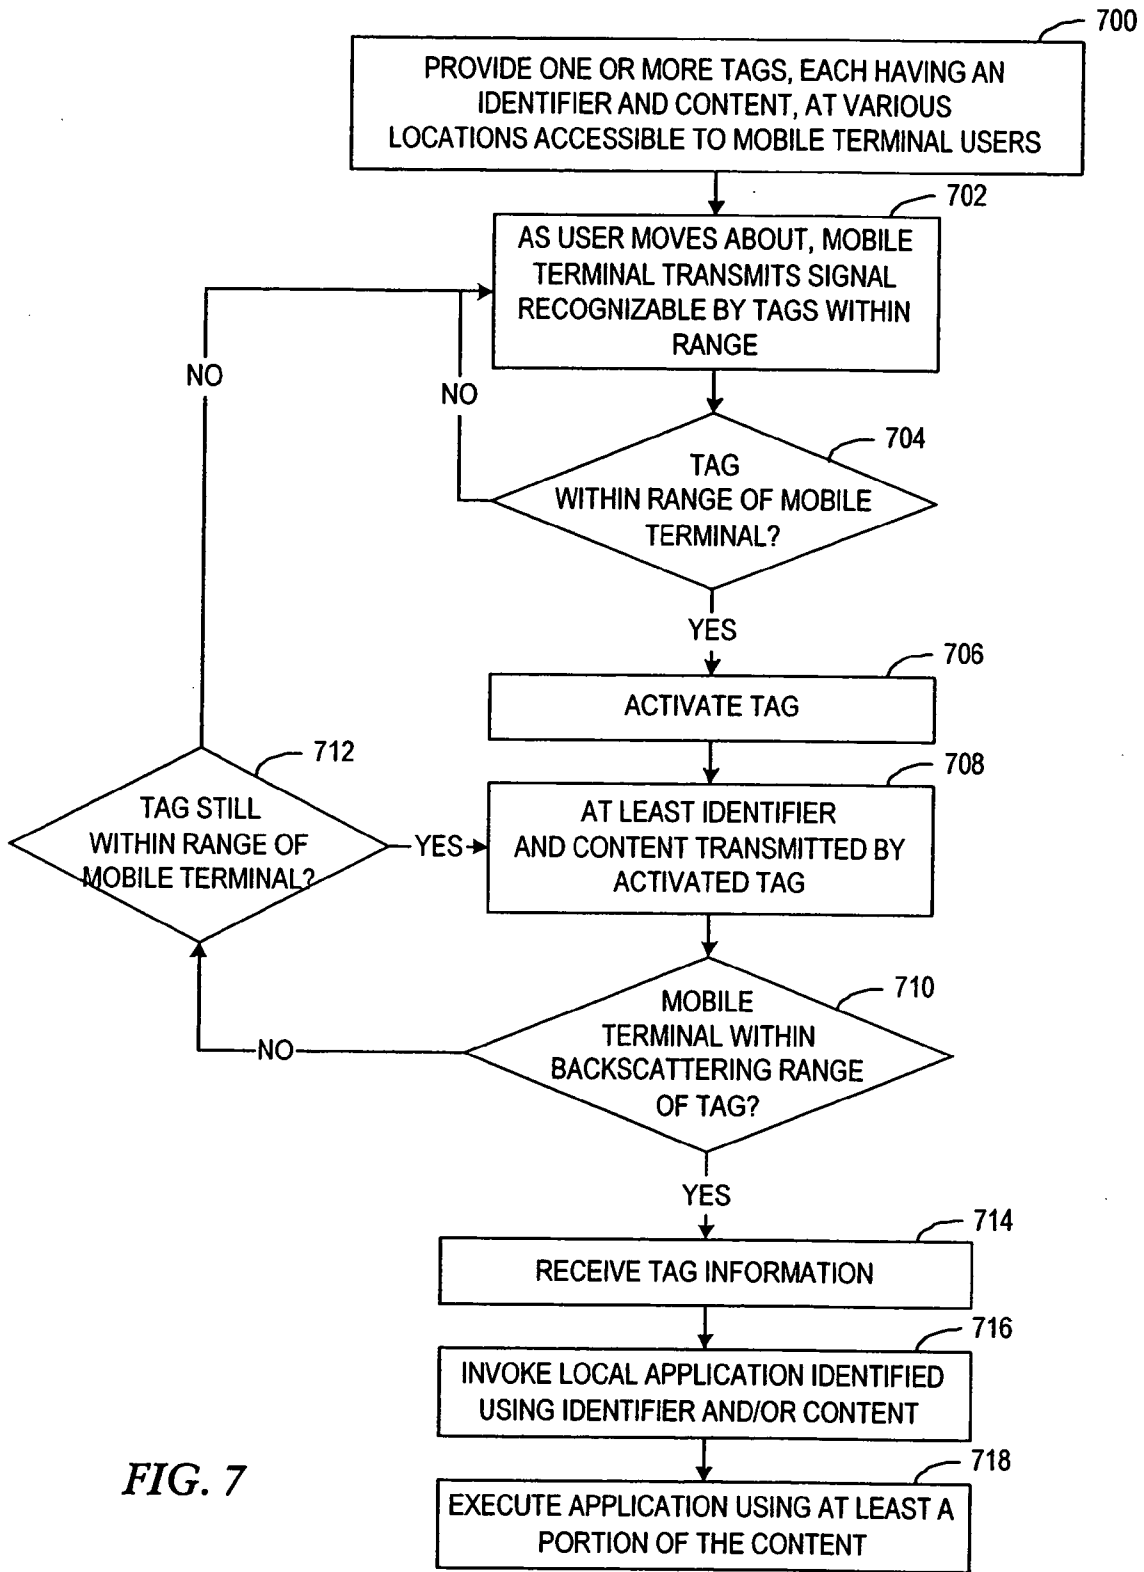 700
PROVIDE ONE OR MORE TAGS, EACH HAVING AN
IDENTIFIER AND CONTENT, AT VARIOUS
LOCATIONS ACCESSIBLE TO MOBILE TERMINAL USERS
702
AS USER MOVES ABOUT, MOBILE
TERMINAL TRANSMITS SIGNAL
RECOGNIZABLE BY TAGS WITHIN
RANGE
NO
NO
704
TAG
WITHIN RANGE OF MOBILE
TERMINAL?
YES
706
ACTIVATE TAG
712
TAG STILL
WITHIN RANGE OF
MOBILE TERMINAL?
YES
708
AT LEAST IDENTIFIER
AND CONTENT TRANSMITTED BY
ACTIVATED TAG
710
MOBILE
TERMINAL WITHIN
BACKSCATTERING RANGE
OF TAG?
NO
YES
714
RECEIVE TAG INFORMATION
716
INVOKE LOCAL APPLICATION IDENTIFIED
USING IDENTIFIER AND/OR CONTENT
718
EXECUTE APPLICATION USING AT LEAST A
PORTION OF THE CONTENT
FIG. 7